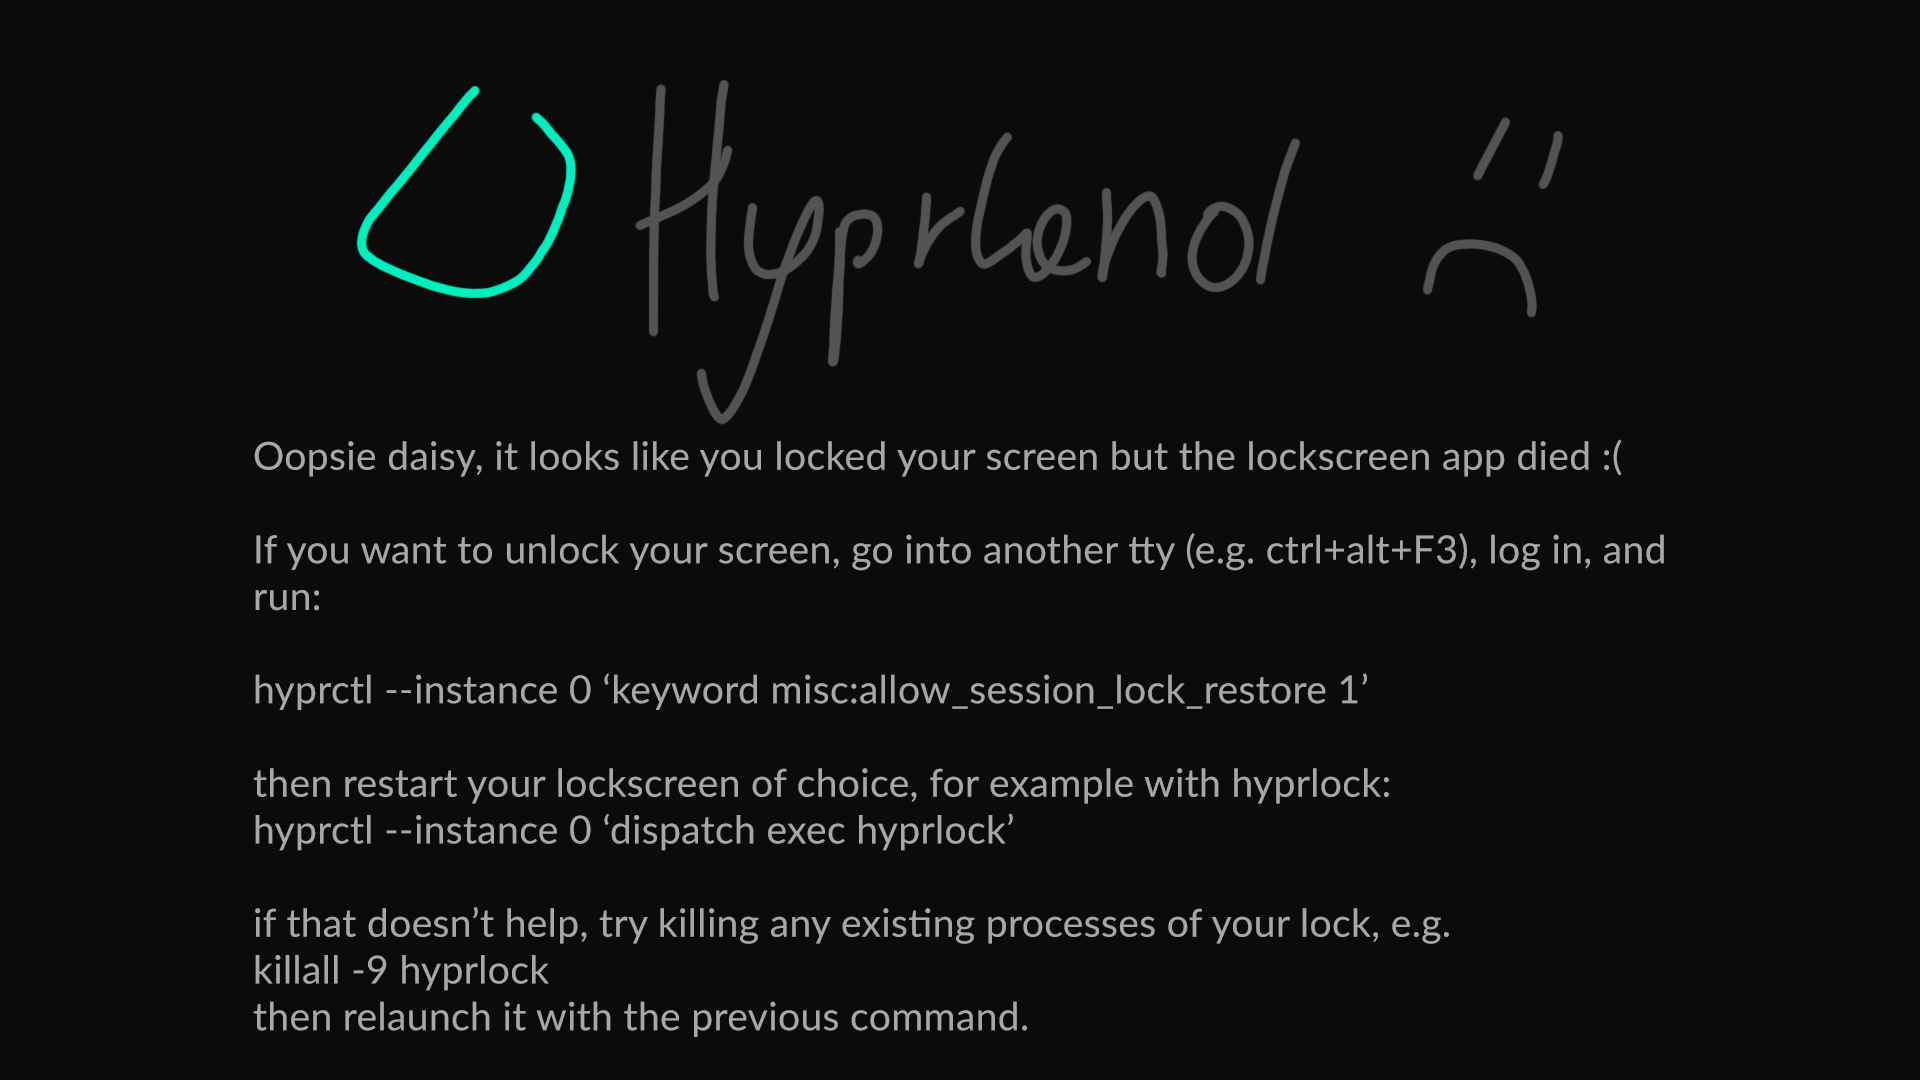 Hyprland :(
Oopsie daisy, it looks like you locked your screen but the lockscreen app died :(
If you want to unlock your screen, go into another tty (e.g. ctrl+alt+F3), log in, and
run:
hyprctl --instance 0 ‘keyword misc:allow_session_lock_restore 1’
then restart your lockscreen of choice, for example with hyprlock:
hyprctl --instance 0 ‘dispatch exec hyprlock’
if that doesn’t help, try killing any existing processes of your lock, e.g.
killall -9 hyprlock
then relaunch it with the previous command.